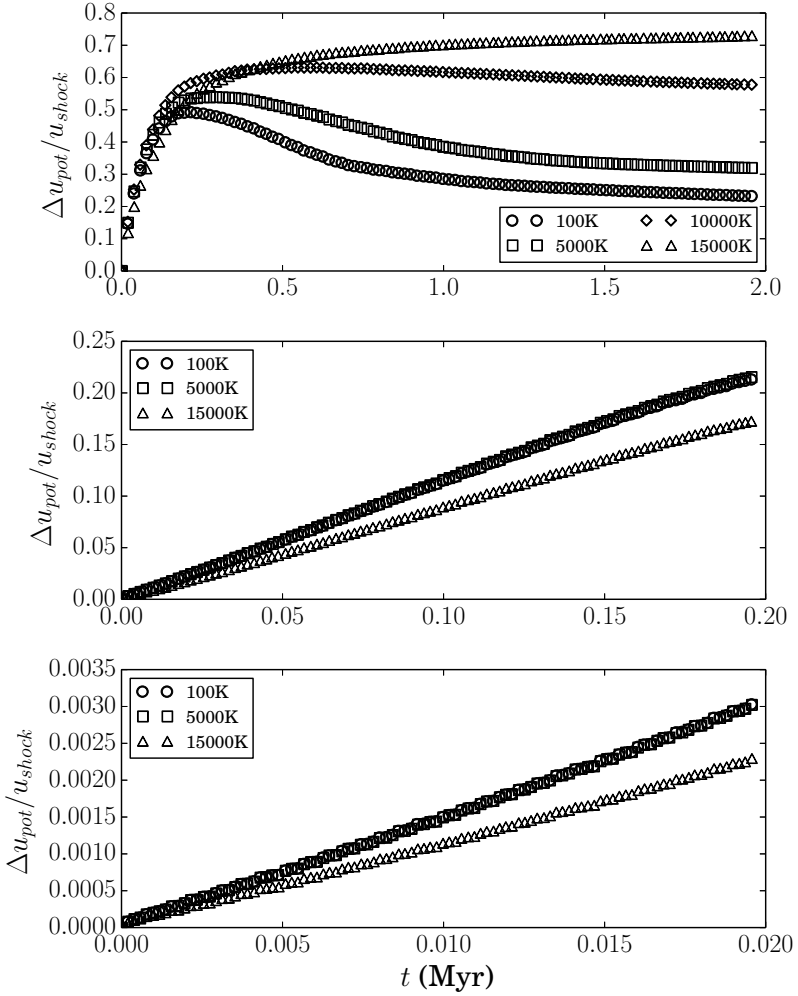 0.8
0.7
0.6
0.5
0.4
0.3
0.2
0.1
0.0
Δu_pot/u_shock
100K
5000K
10000K
15000K
0.0 0.5 1.0 1.5 2.0
0.25
0.20
0.15
0.10
0.05
0.00
Δu_pot/u_shock
100K
5000K
15000K
0.00 0.05 0.10 0.15 0.20
0.0035
0.0030
0.0025
0.0020
0.0015
0.0010
0.0005
0.0000
Δu_pot/u_shock
100K
5000K
15000K
0.000 0.005 0.010 0.015 0.020
t (Myr)